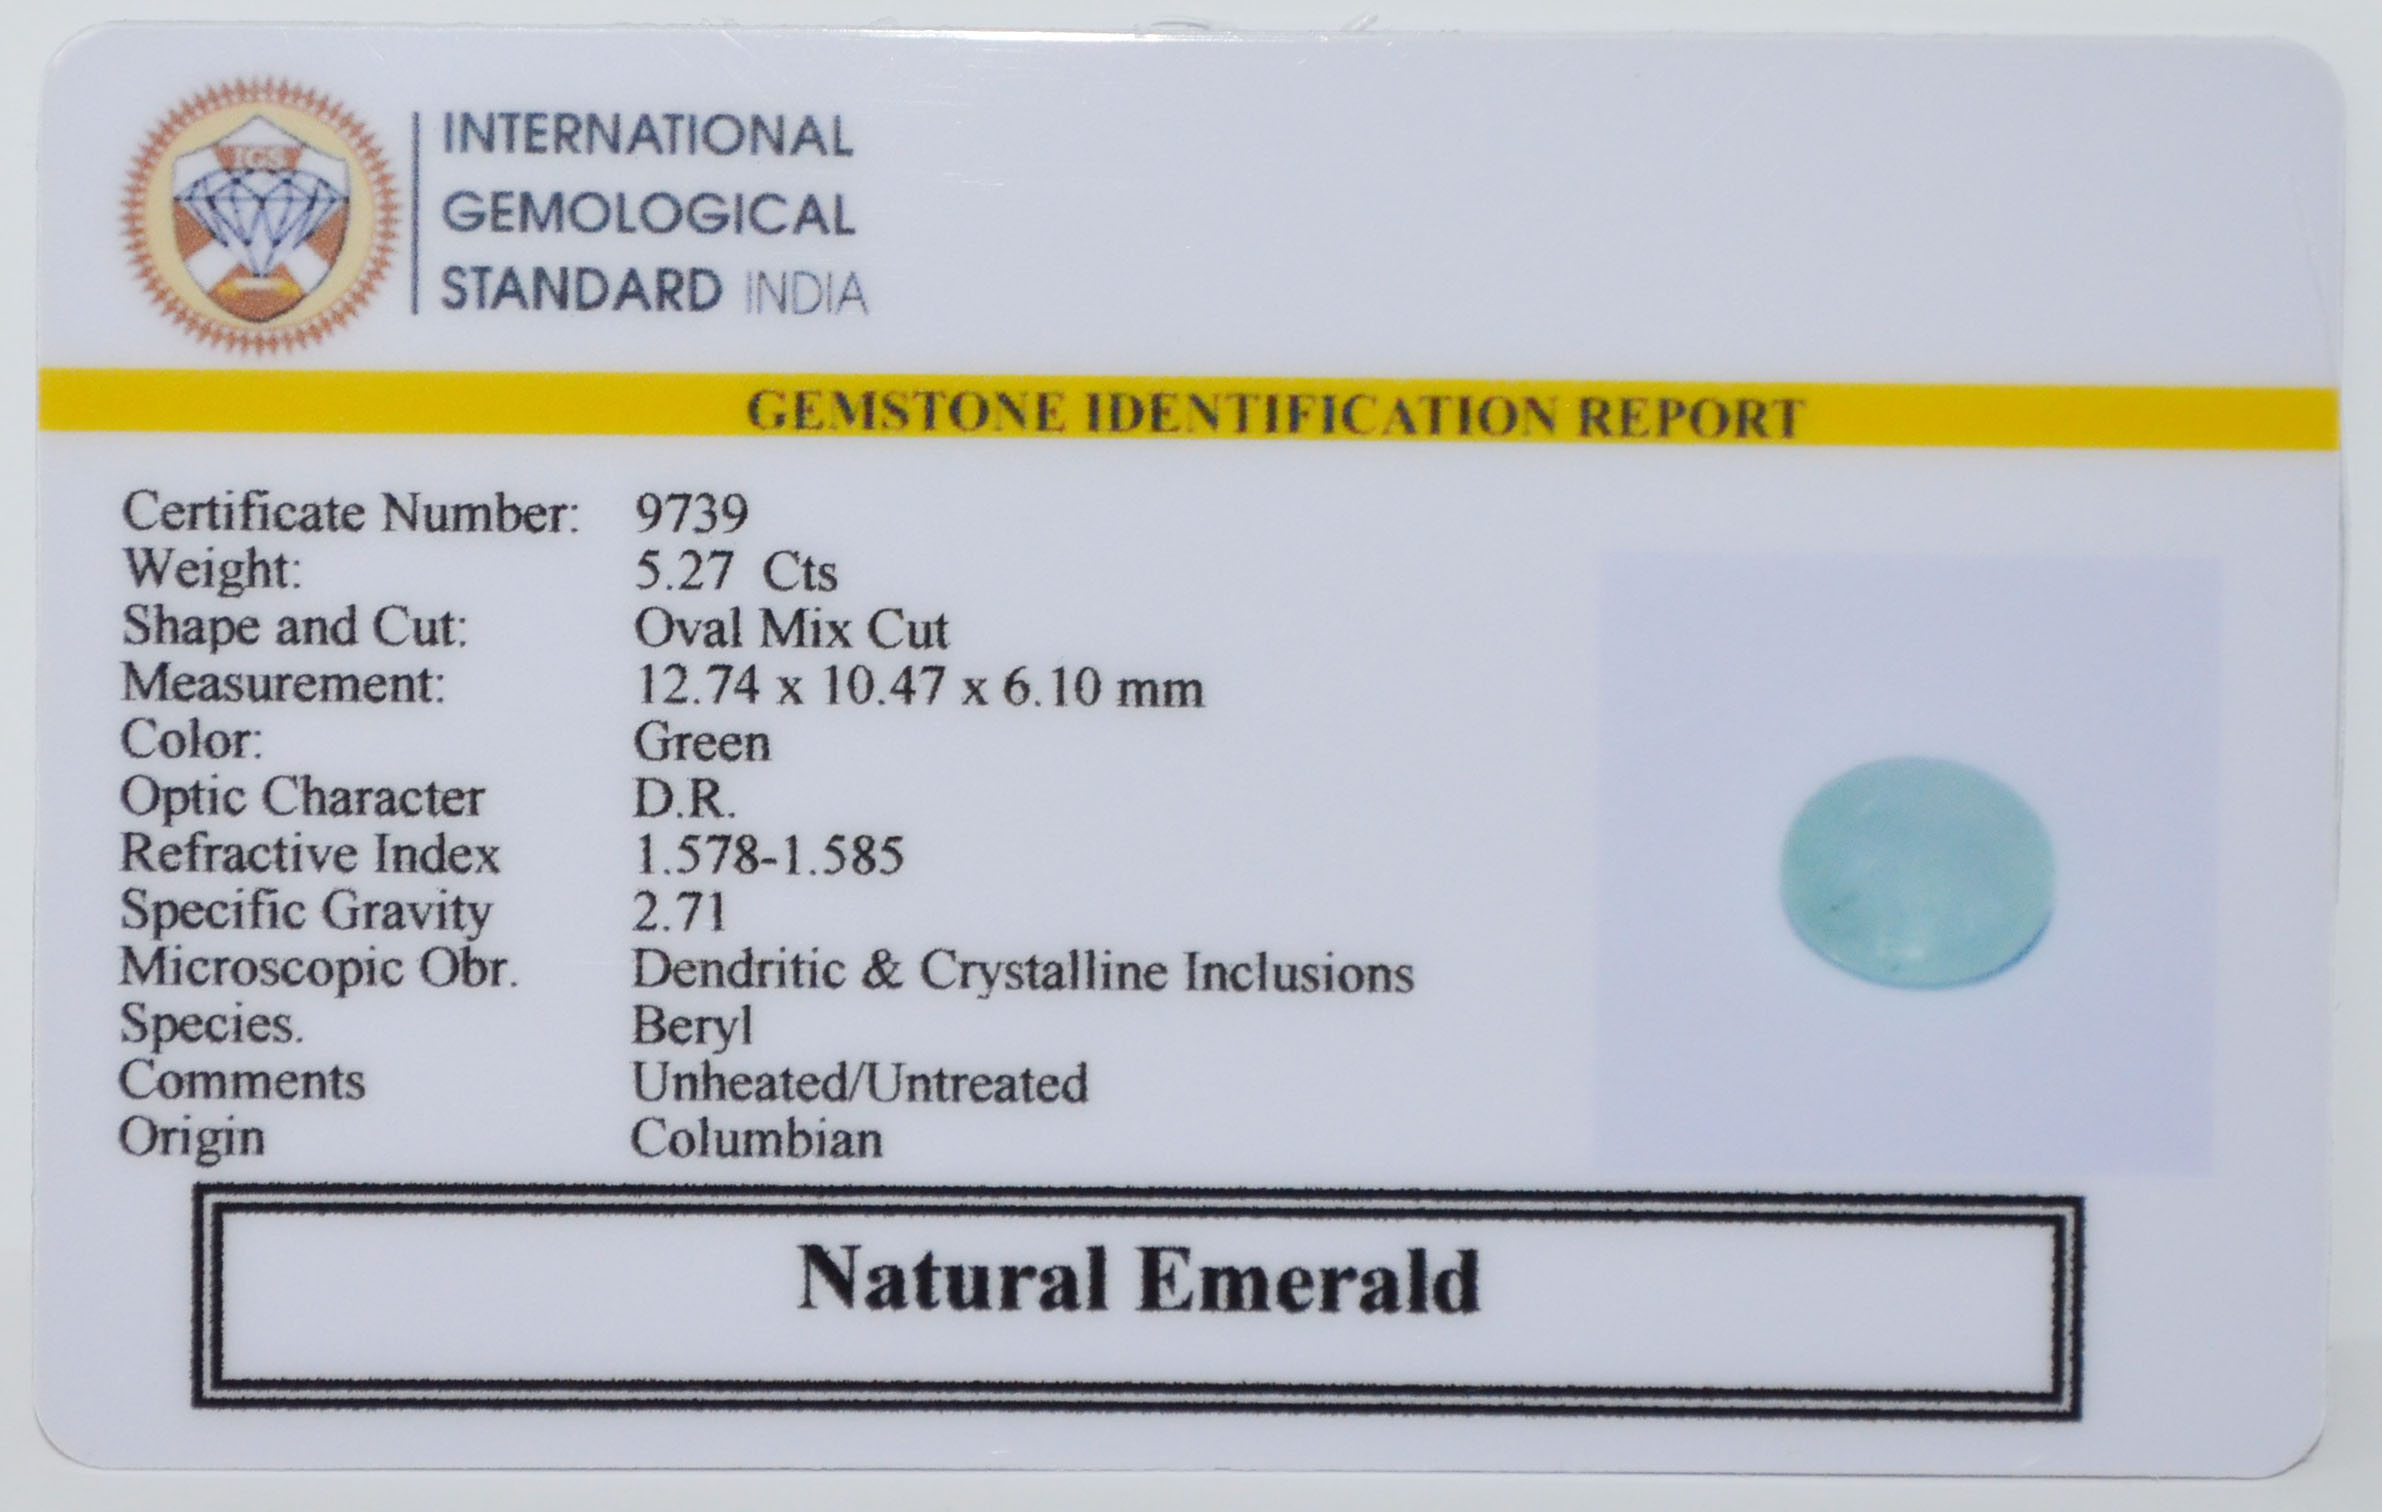 IGS
INTERNATIONAL
GEMOLOGICAL
STANDARD INDIA
GEMSTONE IDENTIFICATION REPORT
Certificate Number: 9739
Weight: 5.27 Cts
Shape and Cut: Oval Mix Cut
Measurement: 12.74 x 10.47 x 6.10 mm
Color: Green
Optic Character D.R.
Refractive Index 1.578-1.585
Specific Gravity 2.71
Microscopic Obr. Dendritic & Crystalline Inclusions
Species. Beryl
Comments Unheated/Untreated
Origin Columbian
Natural Emerald